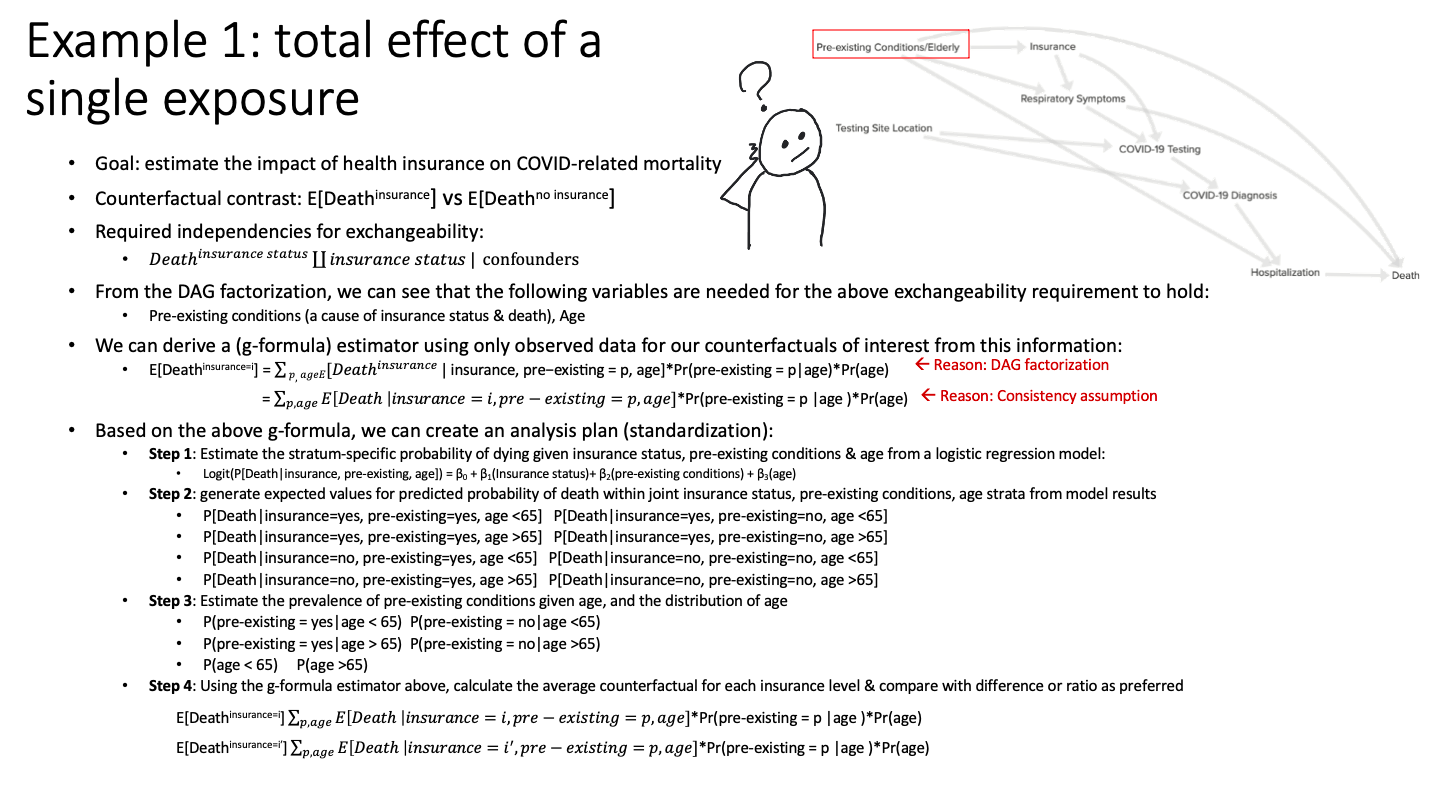 Example 1: total effect of a
single exposure
Pre-existing Conditions/Elderly
Insurance
Respiratory Symptoms
Testing Site Location
COVID-19 Testing
COVID-19 Diagnosis
Hospitalization
Death
?
• Goal: estimate the impact of health insurance on COVID-related mortality
• Counterfactual contrast: E[Death^insurance] vs E[Death^no insurance]
• Required independencies for exchangeability:
• Death^insurance status ∐ insurance status | confounders
• From the DAG factorization, we can see that the following variables are needed for the above exchangeability requirement to hold:
• Pre-existing conditions (a cause of insurance status & death), Age
• We can derive a (g-formula) estimator using only observed data for our counterfactuals of interest from this information:
• E[Death^insurance=i] = ∑_p, ageE[Death^insurance | insurance, pre−existing = p, age]*Pr(pre-existing = p|age)*Pr(age) ← Reason: DAG factorization
= ∑_p,age E[Death |insurance = i, pre − existing = p, age]*Pr(pre-existing = p |age )*Pr(age) ← Reason: Consistency assumption
• Based on the above g-formula, we can create an analysis plan (standardization):
• Step 1: Estimate the stratum-specific probability of dying given insurance status, pre-existing conditions & age from a logistic regression model:
• Logit(P[Death|insurance, pre-existing, age]) = β₀ + β₁(Insurance status)+ β₂(pre-existing conditions) + β₃(age)
• Step 2: generate expected values for predicted probability of death within joint insurance status, pre-existing conditions, age strata from model results
• P[Death|insurance=yes, pre-existing=yes, age <65] P[Death|insurance=yes, pre-existing=no, age <65]
• P[Death|insurance=yes, pre-existing=yes, age >65] P[Death|insurance=yes, pre-existing=no, age >65]
• P[Death|insurance=no, pre-existing=yes, age <65] P[Death|insurance=no, pre-existing=no, age <65]
• P[Death|insurance=no, pre-existing=yes, age >65] P[Death|insurance=no, pre-existing=no, age >65]
• Step 3: Estimate the prevalence of pre-existing conditions given age, and the distribution of age
• P(pre-existing = yes|age < 65) P(pre-existing = no|age <65)
• P(pre-existing = yes|age > 65) P(pre-existing = no|age >65)
• P(age < 65) P(age >65)
• Step 4: Using the g-formula estimator above, calculate the average counterfactual for each insurance level & compare with difference or ratio as preferred
E[Death^insurance=i] ∑_p,age E[Death |insurance = i, pre − existing = p, age]*Pr(pre-existing = p |age )*Pr(age)
E[Death^insurance=i'] ∑_p,age E[Death |insurance = i′, pre − existing = p, age]*Pr(pre-existing = p |age )*Pr(age)